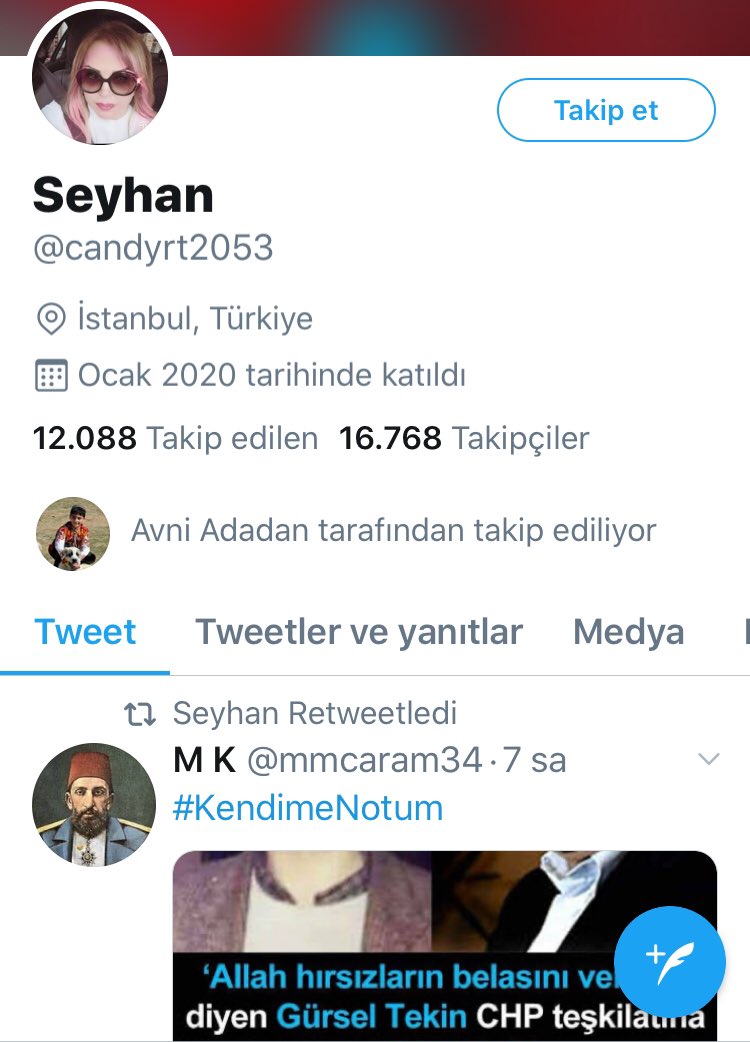 Takip et
Seyhan
@candyrt2053
İstanbul, Türkiye
Ocak 2020 tarihinde katıldı
12.088 Takip edilen 16.768 Takipçiler
Avni Adadan tarafından takip ediliyor
Tweet Tweetler ve yanıtlar Medya
Seyhan Retweetledi
M K @mmcaram34 · 7 sa
#KendimeNotum
‘Allah hırsızların belasını
diyen Gürsel Tekin CHP teşkilatına